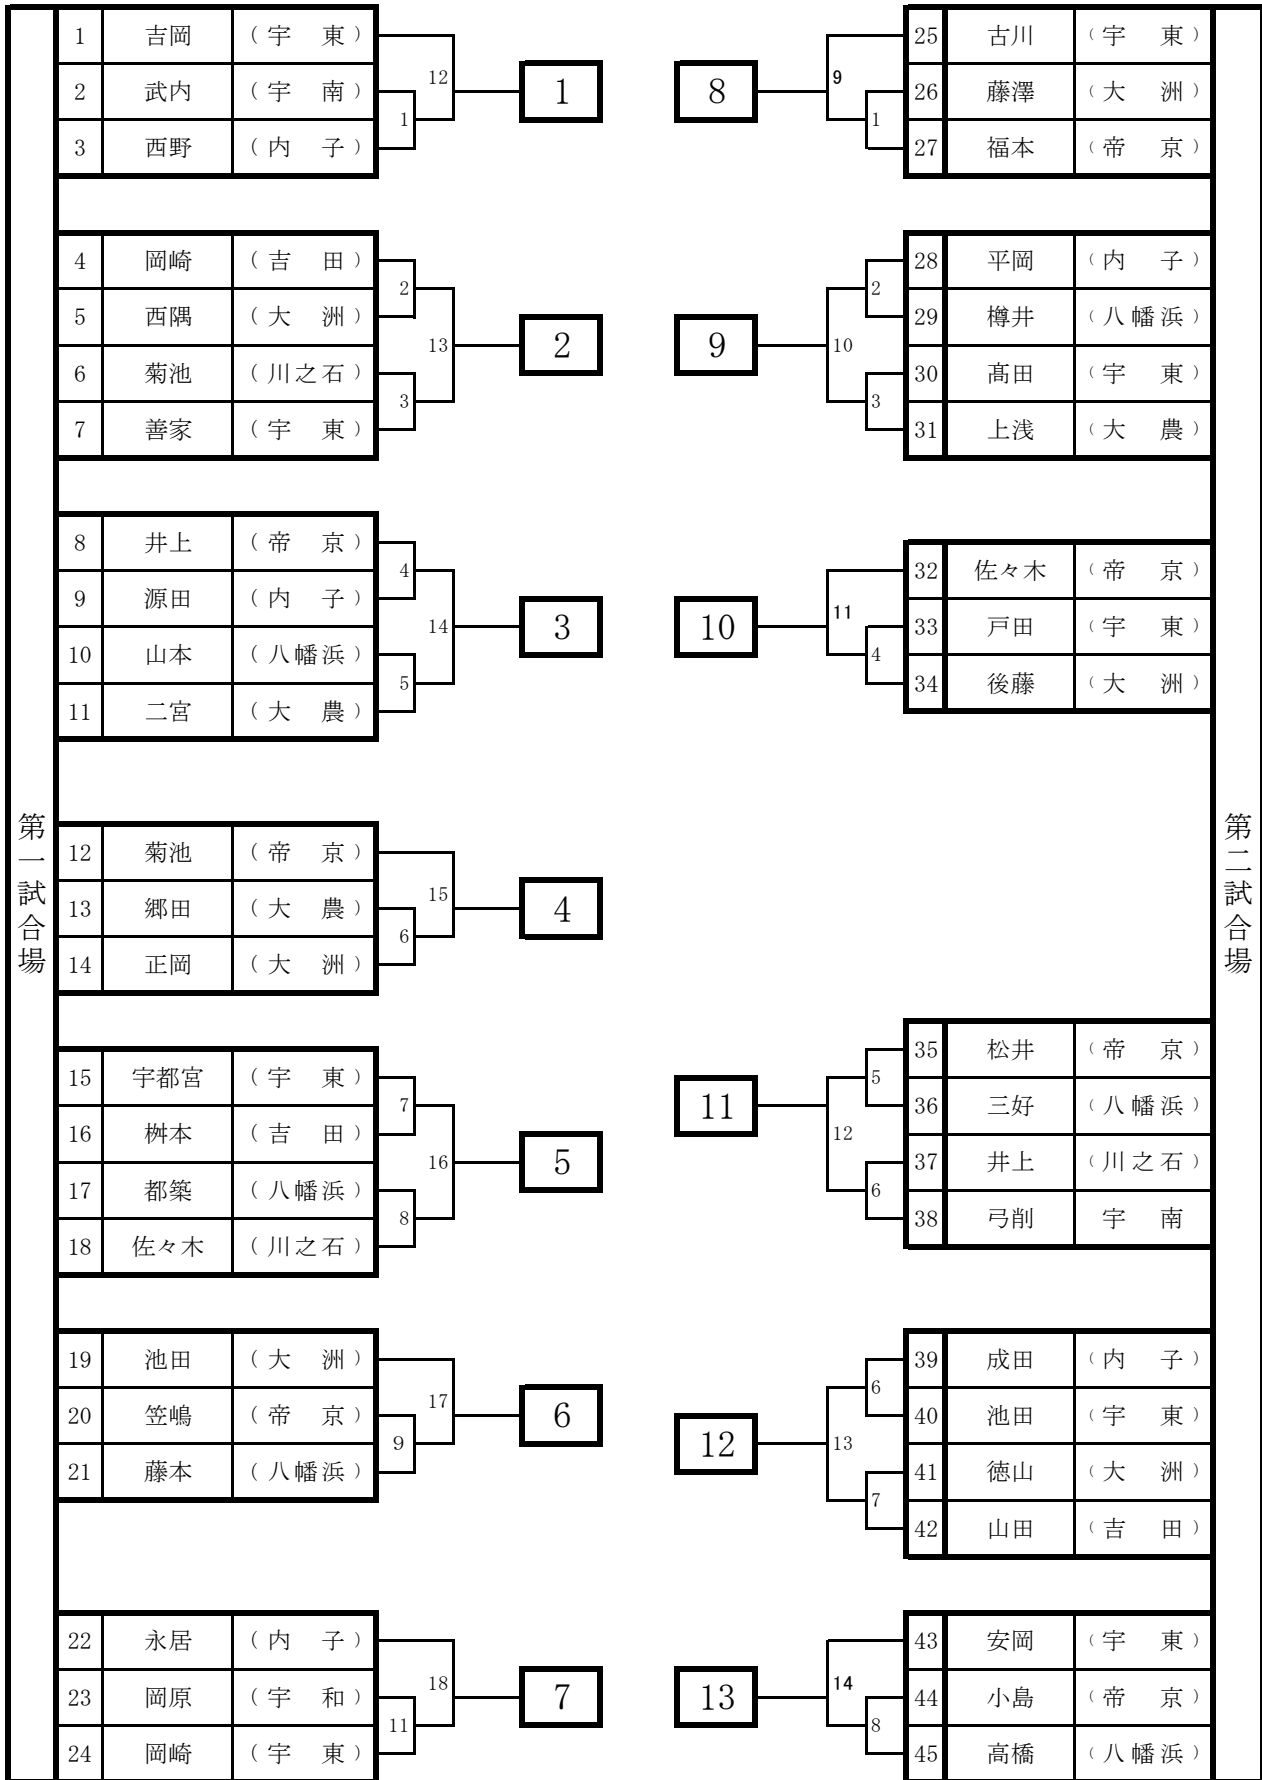 第一試合場
1 吉岡 （宇 東）
2 武内 （宇 南）
3 西野 （内 子）
12
1
1
4 岡崎 （吉 田）
5 西隅 （大 洲）
6 菊池 （川之石）
7 善家 （宇 東）
2
3
13
2
8 井上 （帝 京）
9 源田 （内 子）
10 山本 （八幡浜）
11 二宮 （大 農）
4
5
14
3
12 菊池 （帝 京）
13 郷田 （大 農）
14 正岡 （大 洲）
15
6
4
15 宇都宮 （宇 東）
16 桝本 （吉 田）
17 都築 （八幡浜）
18 佐々木 （川之石）
7
8
16
5
19 池田 （大 洲）
20 笠嶋 （帝 京）
21 藤本 （八幡浜）
17
9
6
22 永居 （内 子）
23 岡原 （宇 和）
24 岡崎 （宇 東）
18
11
7
第二試合場
25 古川 （宇 東）
26 藤澤 （大 洲）
27 福本 （帝 京）
9
1
8
28 平岡 （内 子）
29 樽井 （八幡浜）
30 髙田 （宇 東）
31 上浅 （大 農）
2
3
10
9
32 佐々木 （帝 京）
33 戸田 （宇 東）
34 後藤 （大 洲）
11
4
10
35 松井 （帝 京）
36 三好 （八幡浜）
37 井上 （川之石）
38 弓削 宇 南
5
6
12
11
39 成田 （内 子）
40 池田 （宇 東）
41 徳山 （大 洲）
42 山田 （吉 田）
6
7
13
12
43 安岡 （宇 東）
44 小島 （帝 京）
45 高橋 （八幡浜）
14
8
13